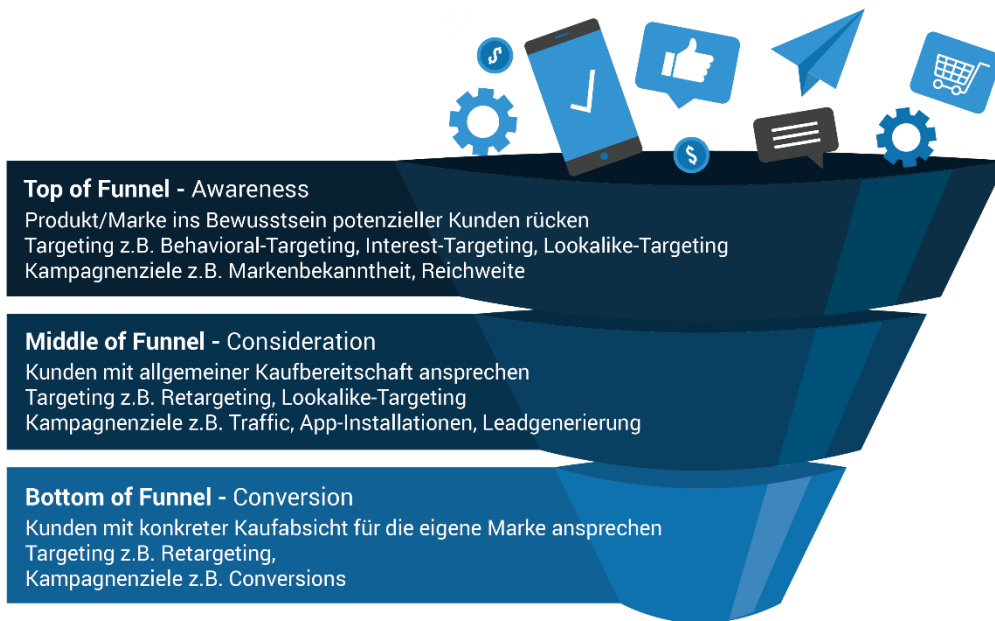 Top of Funnel - Awareness
Produkt/Marke ins Bewusstsein potenzieller Kunden rücken
Targeting z.B. Behavioral-Targeting, Interest-Targeting, Lookalike-Targeting
Kampagnenziele z.B. Markenbekanntheit, Reichweite
Middle of Funnel - Consideration
Kunden mit allgemeiner Kaufbereitschaft ansprechen
Targeting z.B. Retargeting, Lookalike-Targeting
Kampagnenziele z.B. Traffic, App-Installationen, Leadgenerierung
Bottom of Funnel - Conversion
Kunden mit konkreter Kaufabsicht für die eigene Marke ansprechen
Targeting z.B. Retargeting,
Kampagnenziele z.B. Conversions